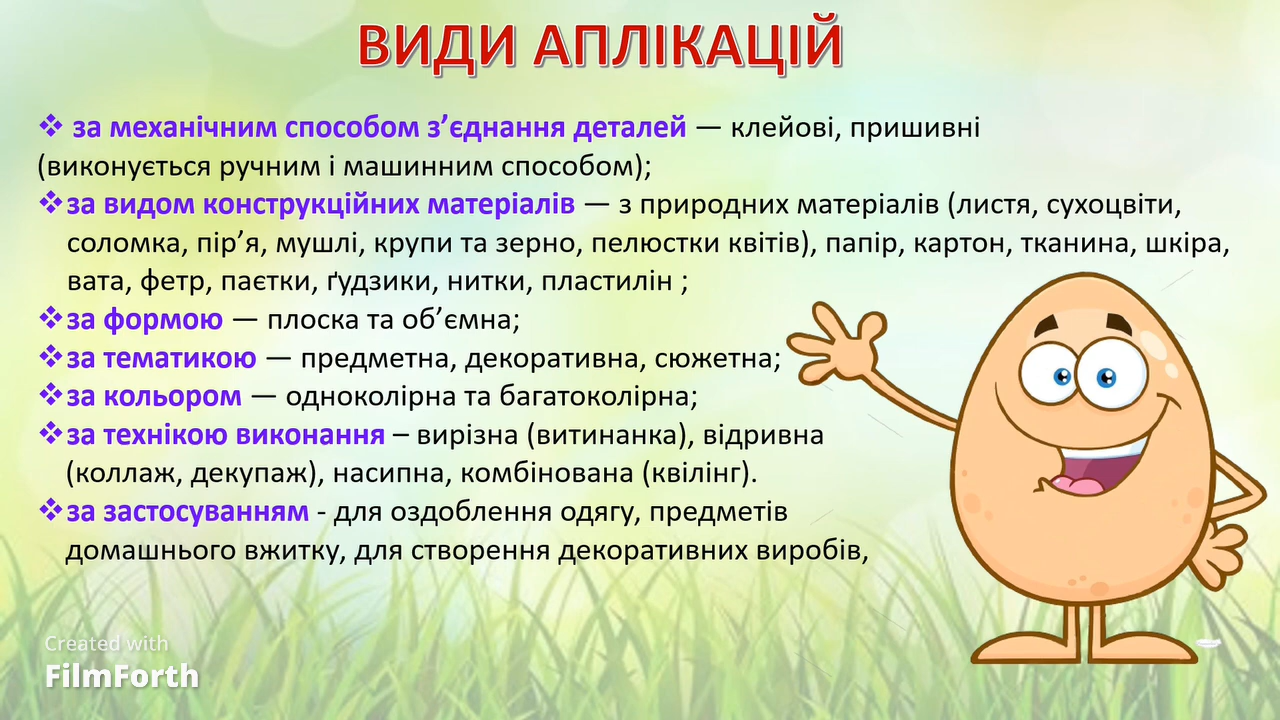 ВИДИ АПЛІКАЦІЙ
❖ за механічним способом з’єднання деталей — клейові, пришивні
(виконується ручним і машинним способом);
❖за видом конструкційних матеріалів — з природних матеріалів (листя, сухоцвіти,
соломка, пір’я, мушлі, крупи та зерно, пелюстки квітів), папір, картон, тканина, шкіра,
вата, фетр, паєтки, ґудзики, нитки, пластилін ;
❖за формою — плоска та об’ємна;
❖за тематикою — предметна, декоративна, сюжетна;
❖за кольором — одноколірна та багатоколірна;
❖за технікою виконання – вирізна (витинанка), відривна
(коллаж, декупаж), насипна, комбінована (квілінг).
❖за застосуванням - для оздоблення одягу, предметів
домашнього вжитку, для створення декоративних виробів,
Created with
FilmForth